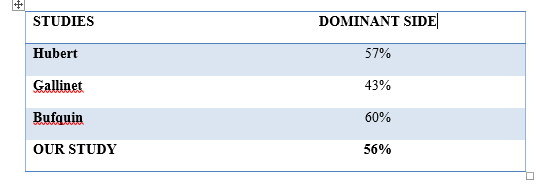 STUDIES DOMINANT SIDE
Hubert 57%
Gallinet 43%
Bufquin 60%
OUR STUDY 56%